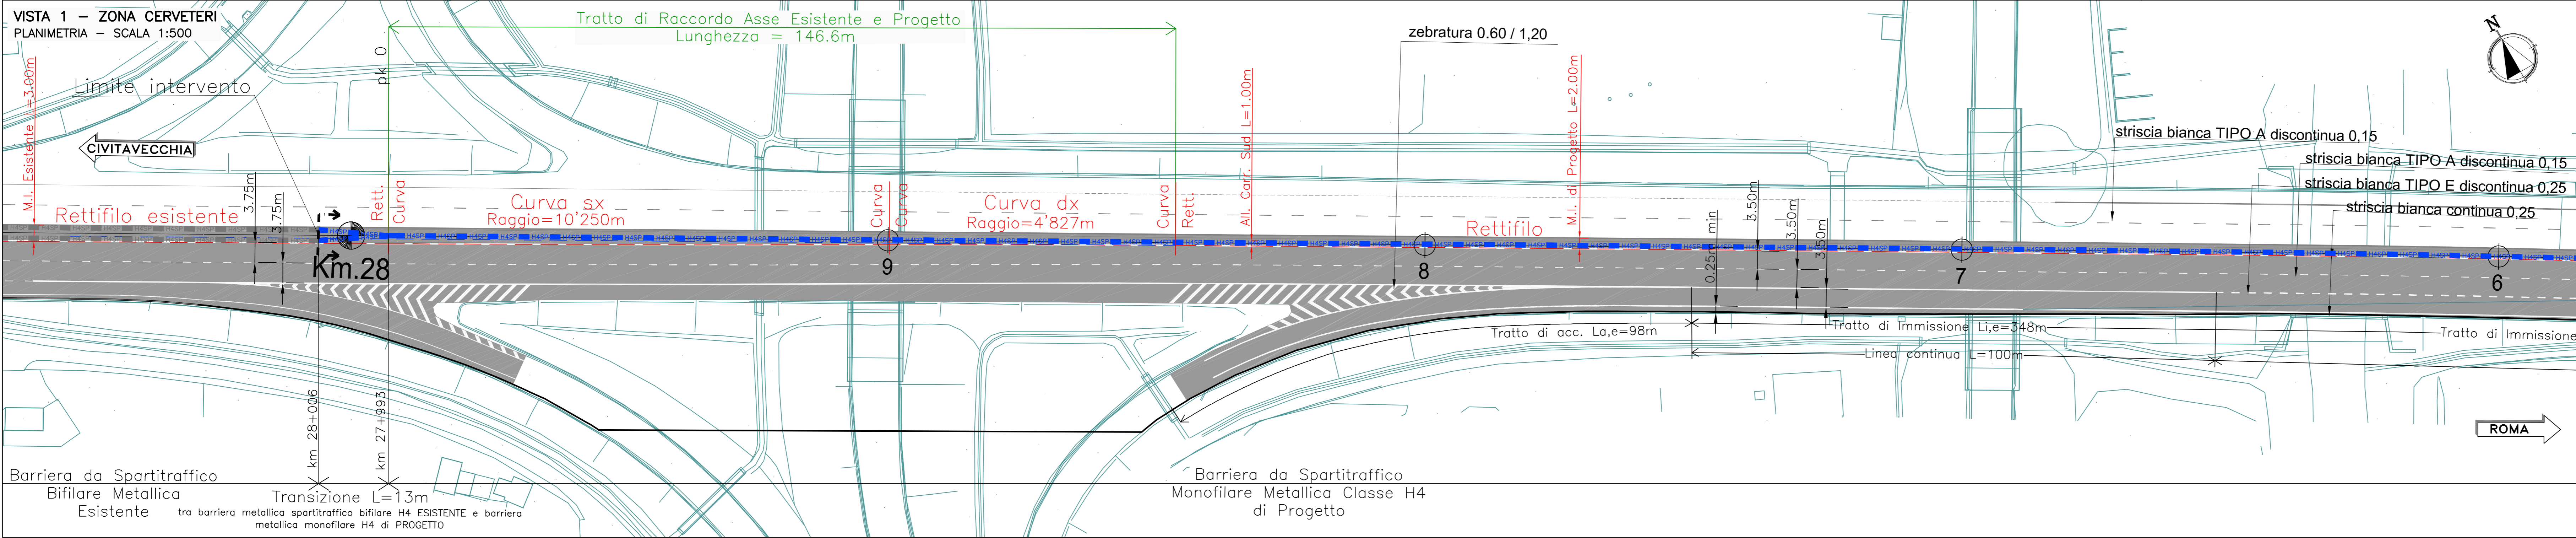 VISTA 1 – ZONA CERVETERI
PLANIMETRIA – SCALA 1:500
Tratto di Raccordo Asse Esistente e Progetto
Lunghezza = 146.6m
zebratura 0.60 / 1,20
N
pk 0
Limite intervento
M.I. Esistente L=3.00m
CIVITAVECCHIA
All. Carr. Sud L=1.00m
M.I. di Progetto L=2.00m
striscia bianca TIPO A discontinua 0,15
striscia bianca TIPO A discontinua 0,15
striscia bianca TIPO E discontinua 0,25
striscia bianca continua 0,25
3.75m
3.75m
Rettifilo esistente
Rett.
Curva
Curva sx
Raggio=10'250m
Curva
Curva
Curva dx
Raggio=4'827m
Curva
Rett.
Rettifilo
0.25m min
3.50m
3.50m
3.50m
Km.28
9
8
7
6
Tratto di acc. La,e=98m
Tratto di Immissione Li,e=348m
Tratto di Immissione
Linea continua L=100m
km 28+006
km 27+993
ROMA
Barriera da Spartitraffico
Bifilare Metallica
Esistente
Transizione L=13m
tra barriera metallica spartitraffico bifilare H4 ESISTENTE e barriera
metallica monofilare H4 di PROGETTO
Barriera da Spartitraffico
Monofilare Metallica Classe H4
di Progetto